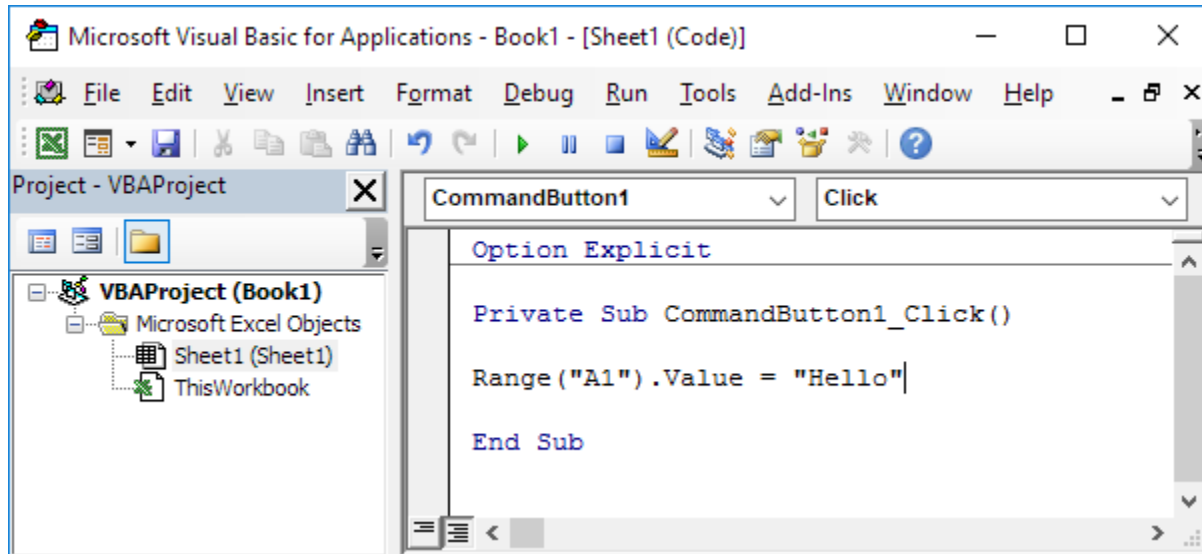 Microsoft Visual Basic for Applications - Book1 - [Sheet1 (Code)]
File Edit View Insert Format Debug Run Tools Add-Ins Window Help
Project - VBAProject
CommandButton1 Click
VBAProject (Book1)
Microsoft Excel Objects
Sheet1 (Sheet1)
ThisWorkbook
Option Explicit
Private Sub CommandButton1_Click()
Range("A1").Value = "Hello"
End Sub